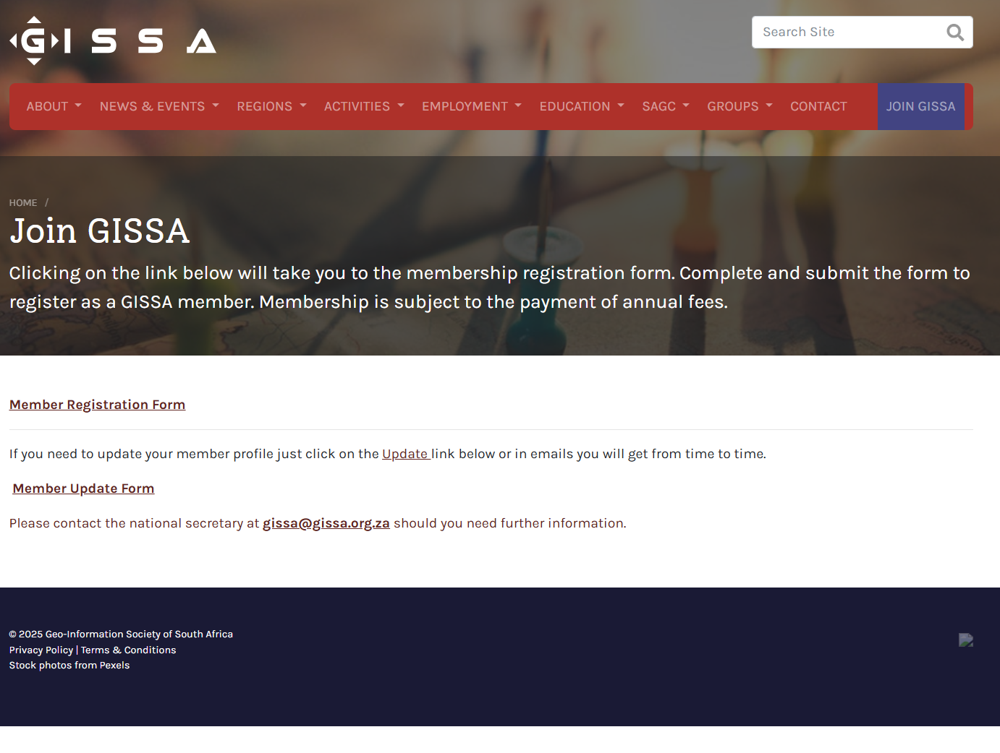 GISSA
Search Site
ABOUT NEWS & EVENTS REGIONS ACTIVITIES EMPLOYMENT EDUCATION SAGC GROUPS CONTACT JOIN GISSA
HOME /
Join GISSA
Clicking on the link below will take you to the membership registration form. Complete and submit the form to
register as a GISSA member. Membership is subject to the payment of annual fees.
Member Registration Form
If you need to update your member profile just click on the Update link below or in emails you will get from time to time.
Member Update Form
Please contact the national secretary at gissa@gissa.org.za should you need further information.
© 2025 Geo-Information Society of South Africa
Privacy Policy | Terms & Conditions
Stock photos from Pexels